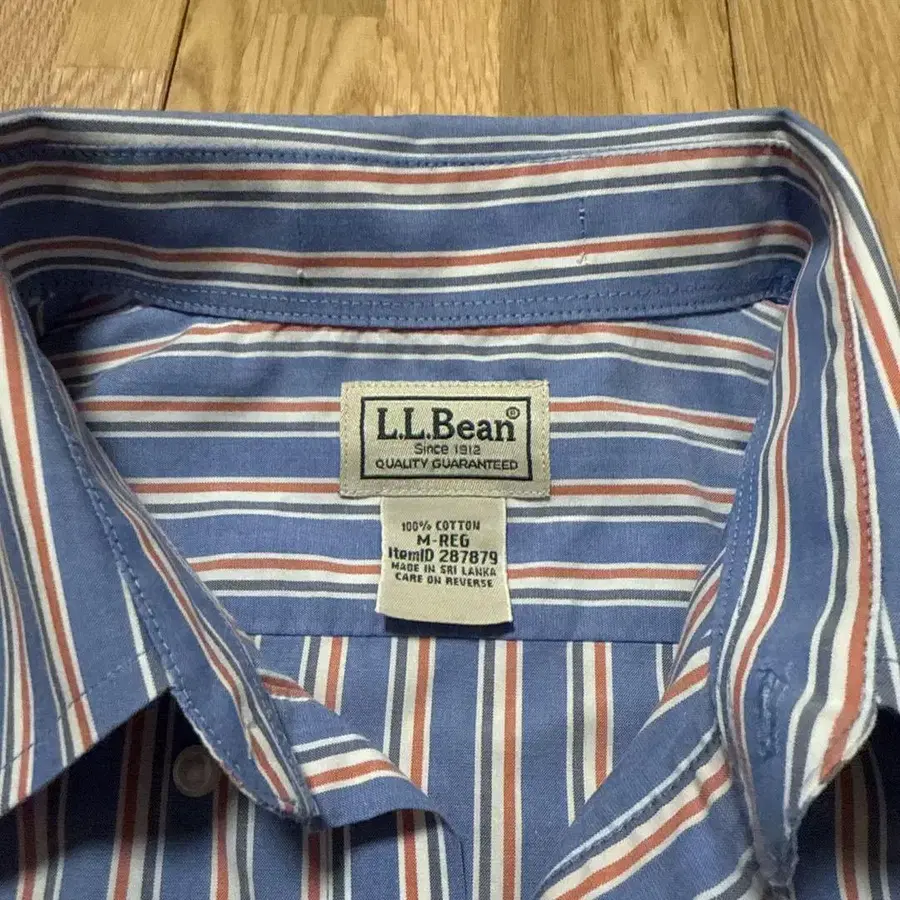 L.L.Bean®
Since 1912
QUALITY GUARANTEED
100% COTTON
M-REG
ItemID 287879
MADE IN SRI LANKA
CARE ON REVERSE